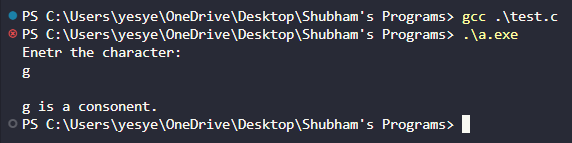 PS C:\Users\yesye\OneDrive\Desktop\Shubham's Programs> gcc .\test.c
PS C:\Users\yesye\OneDrive\Desktop\Shubham's Programs> .\a.exe
Enetr the character:
g
g is a consonent.
PS C:\Users\yesye\OneDrive\Desktop\Shubham's Programs>